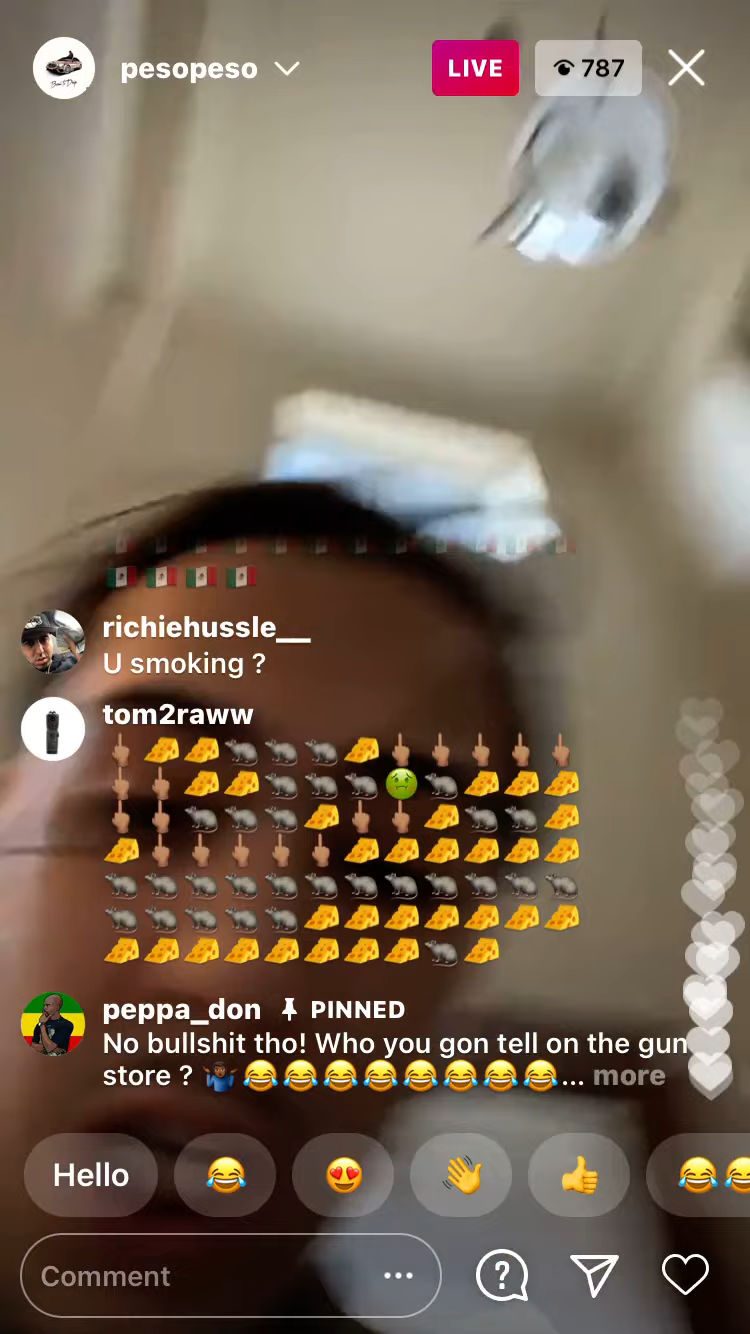 pesopeso
LIVE
787
richiehussle__
U smoking ?
tom2raww
peppa_don PINNED
No bullshit tho! Who you gon tell on the gun
store ? 🤷🏾‍♂️😂😂😂😂😂😂😂😂... more
Hello
Comment